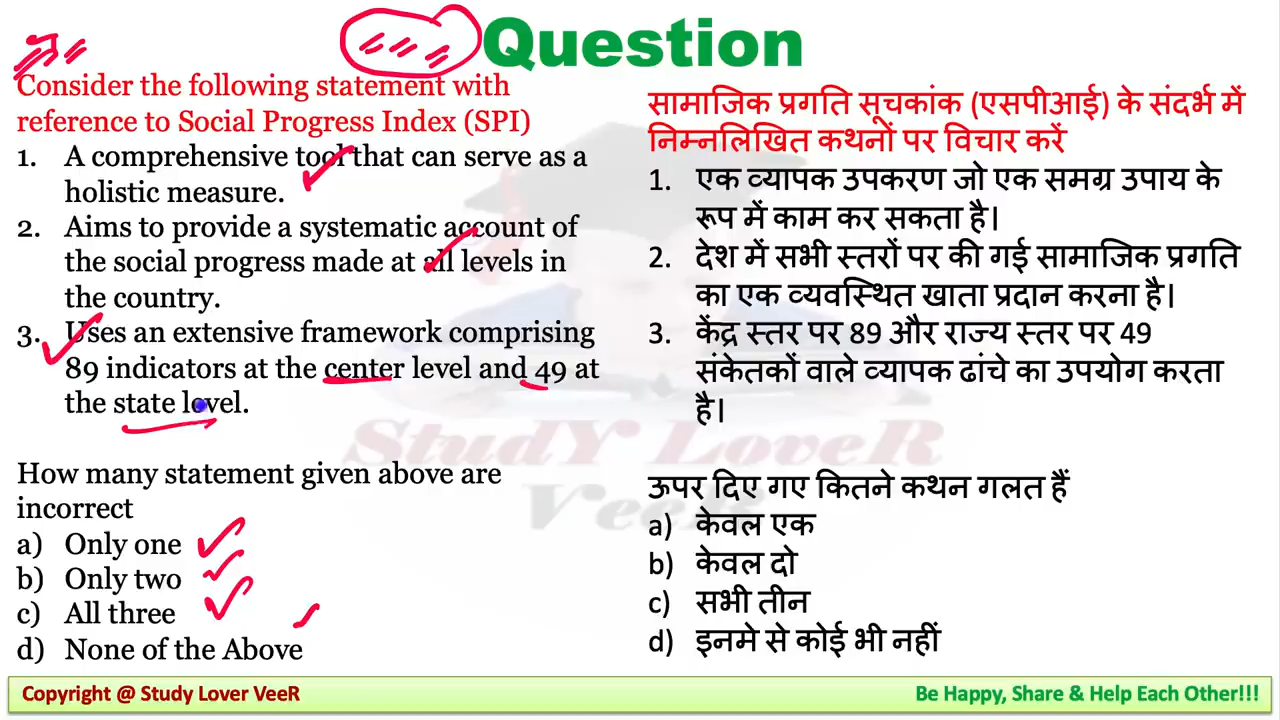 Question
Consider the following statement with
reference to Social Progress Index (SPI)
1. A comprehensive tool that can serve as a
holistic measure.
2. Aims to provide a systematic account of
the social progress made at all levels in
the country.
3. Uses an extensive framework comprising
89 indicators at the center level and 49 at
the state level.
How many statement given above are
incorrect
a) Only one
b) Only two
c) All three
d) None of the Above
सामाजिक प्रगति सूचकांक (एसपीआई) के संदर्भ में
निम्नलिखित कथनों पर विचार करें
1. एक व्यापक उपकरण जो एक समग्र उपाय के
रूप में काम कर सकता है।
2. देश में सभी स्तरों पर की गई सामाजिक प्रगति
का एक व्यवस्थित खाता प्रदान करना है।
3. केंद्र स्तर पर 89 और राज्य स्तर पर 49
संकेतकों वाले व्यापक ढांचे का उपयोग करता
है।
ऊपर दिए गए कितने कथन गलत हैं
a) केवल एक
b) केवल दो
c) सभी तीन
d) इनमे से कोई भी नहीं
StudY LoveR
VeeR
Copyright @ Study Lover VeeR
Be Happy, Share & Help Each Other!!!